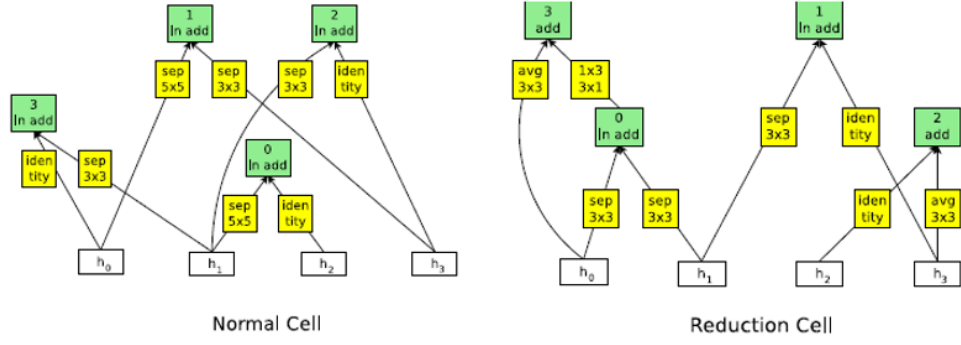 1
ln add
2
ln add
sep
5x5
sep
3x3
sep
3x3
iden
tity
3
ln add
iden
tity
sep
3x3
0
ln add
sep
5x5
iden
tity
h₀
h₁
h₂
h₃
Normal Cell
3
add
1
ln add
avg
3x3
1x3
3x1
0
ln add
sep
3x3
iden
tity
2
add
sep
3x3
sep
3x3
iden
tity
avg
3x3
h₀
h₁
h₂
h₃
Reduction Cell